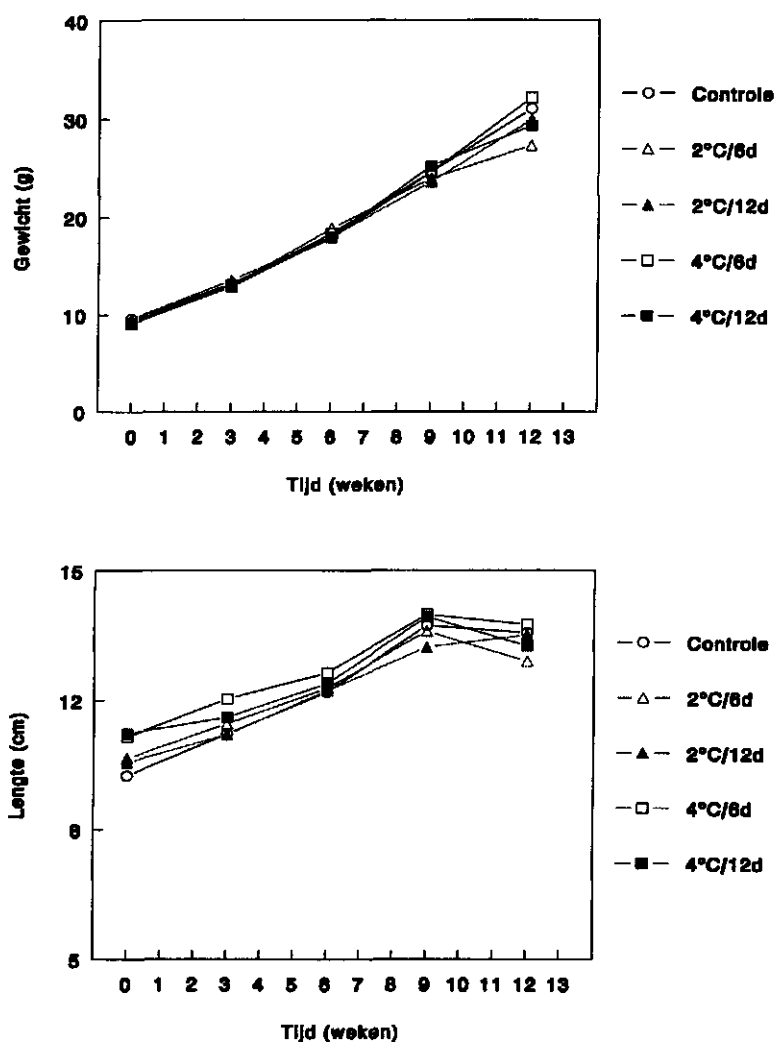 40
30
20
10
0
Gewicht (g)
0 1 2 3 4 5 6 7 8 9 10 11 12 13
Tijd (weken)
Controle
2°C/6d
2°C/12d
4°C/6d
4°C/12d
15
12
8
5
Lengte (cm)
0 1 2 3 4 5 6 7 8 9 10 11 12 13
Tijd (weken)
Controle
2°C/6d
2°C/12d
4°C/6d
4°C/12d